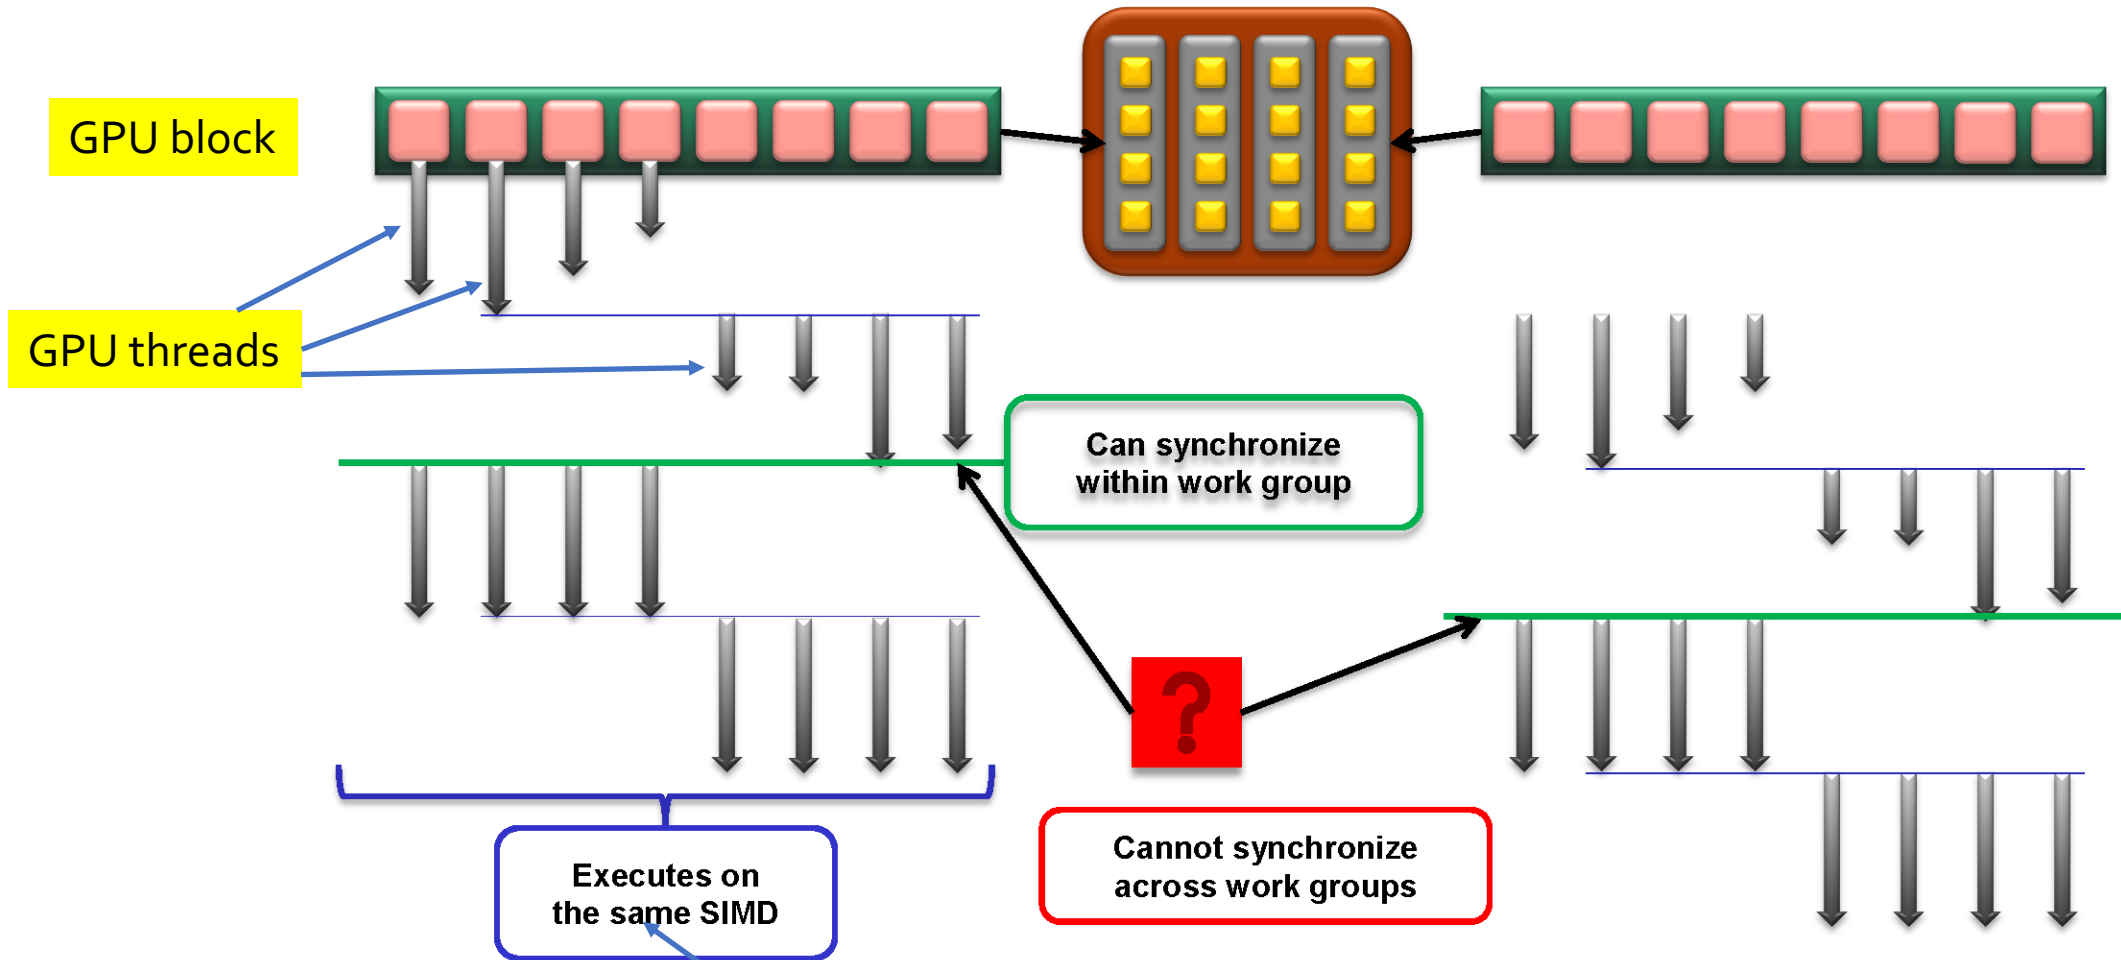 GPU block
GPU threads
Can synchronize
within work group
?
Cannot synchronize
across work groups
Executes on
the same SIMD